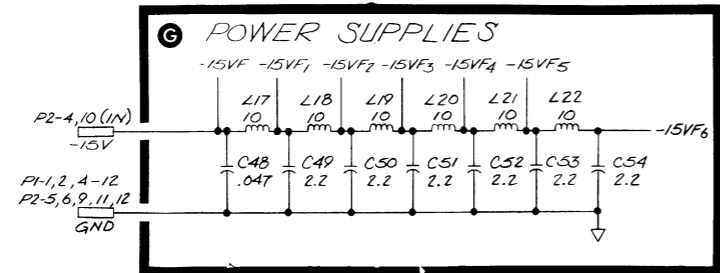 G POWER SUPPLIES
-15VF -15VF1 -15VF2 -15VF3 -15VF4 -15VF5
L17 L18 L19 L20 L21 L22
10 10 10 10 10 10
P2-4,10 (IN)
-15V
-15VF6
C48 C49 C50 C51 C52 C53 C54
.047 2.2 2.2 2.2 2.2 2.2 2.2
P1-1,2,4-12
P2-5,6,9,11,12
GND